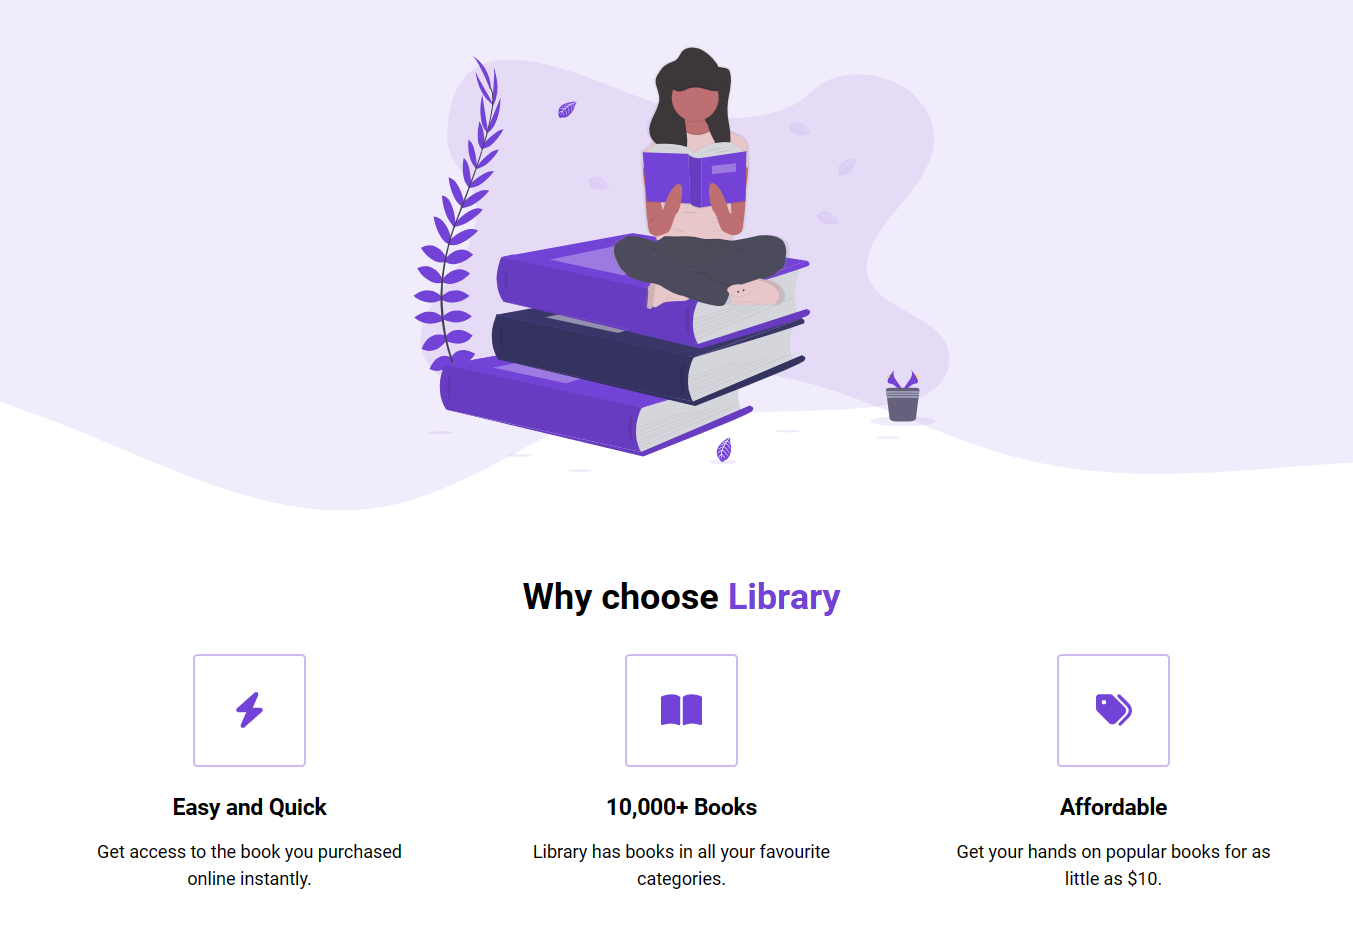 Why choose Library
Easy and Quick
Get access to the book you purchased
online instantly.
10,000+ Books
Library has books in all your favourite
categories.
Affordable
Get your hands on popular books for as
little as $10.